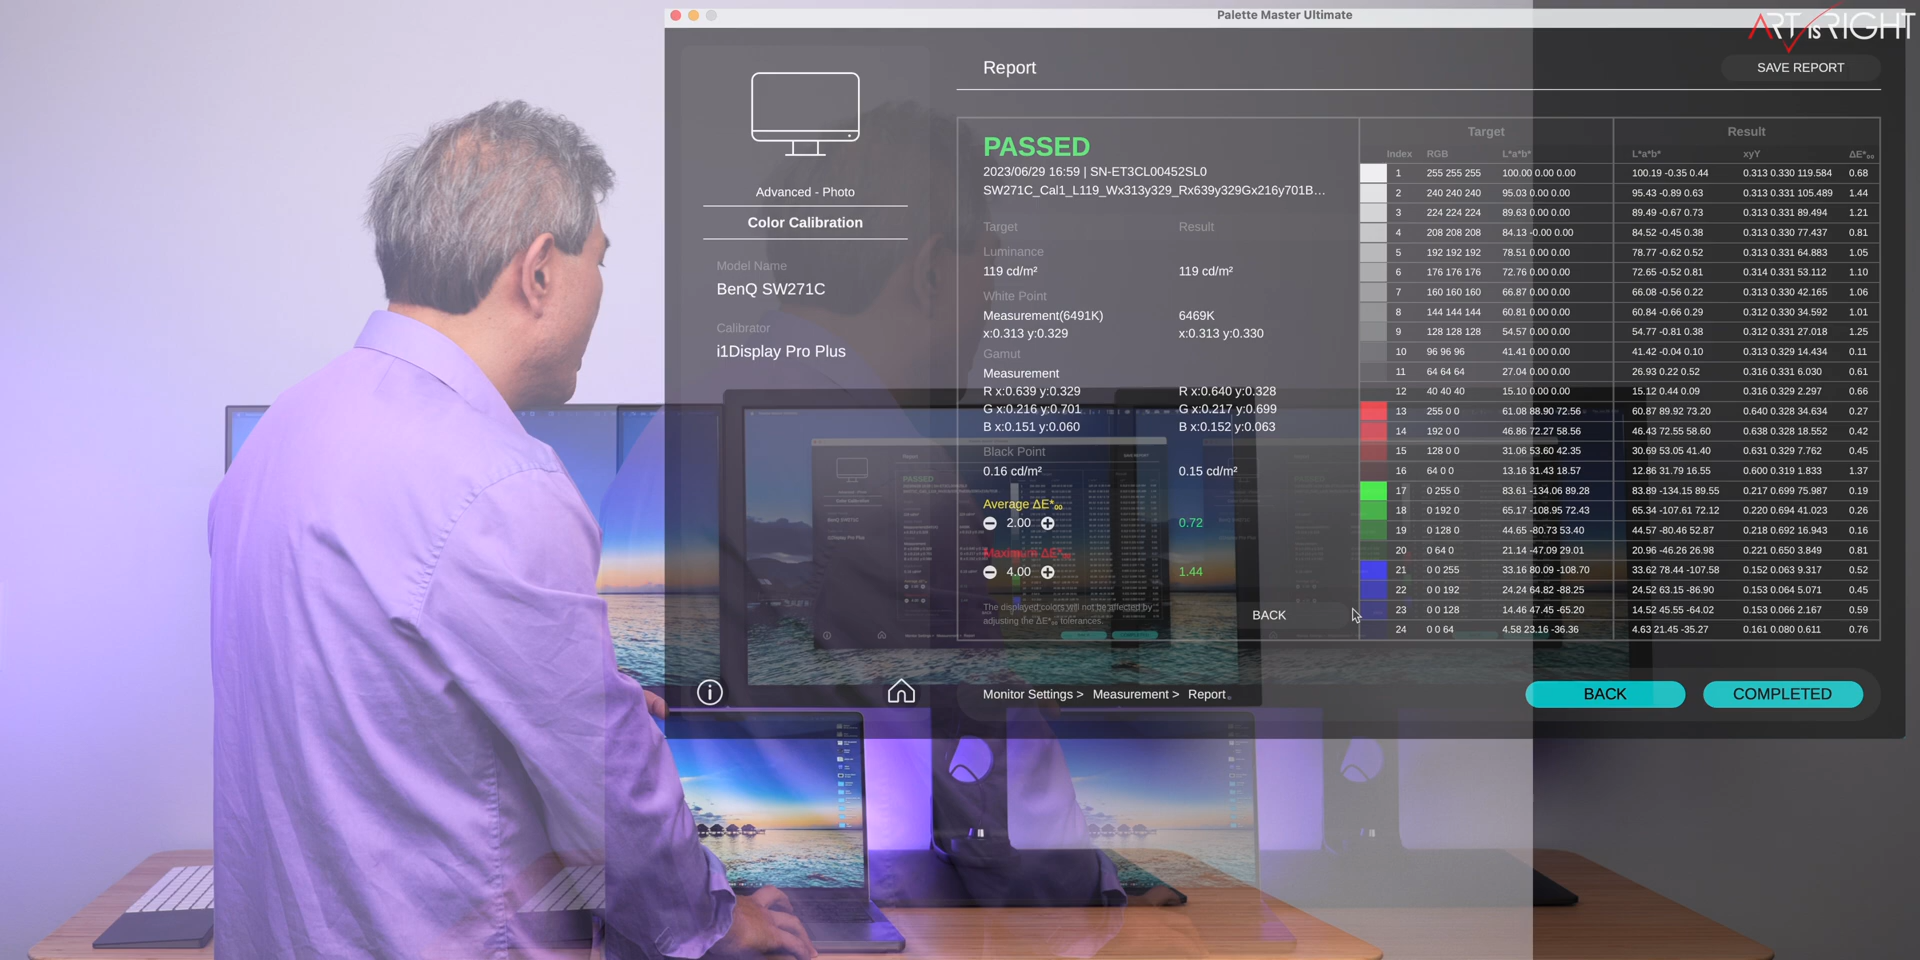 Palette Master Ultimate
ART is RIGHT
Report
SAVE REPORT
Advanced - Photo
Color Calibration
Model Name
BenQ SW271C
Calibrator
i1Display Pro Plus
PASSED
2023/06/29 16:59 | SN-ET3CL00452SL0
SW271C_Cal1_L119_Wx313y329_Rx639y329Gx216y701B...
Target Result
Luminance
119 cd/m² 119 cd/m²
White Point
Measurement(6491K) 6469K
x:0.313 y:0.329 x:0.313 y:0.330
Gamut
Measurement
R x:0.639 y:0.329 R x:0.640 y:0.328
G x:0.216 y:0.701 G x:0.217 y:0.699
B x:0.151 y:0.060 B x:0.152 y:0.063
Black Point
0.16 cd/m² 0.15 cd/m²
Average ΔE*₀₀
2.00 0.72
Maximum ΔE*₀₀
4.00 1.44
The displayed colors will not be affected by
adjusting the ΔE*₀₀ tolerances.
BACK
Target Result
Index RGB L*a*b* L*a*b* xyY ΔE*₀₀
1 255 255 255 100.00 0.00 0.00 100.19 -0.35 0.44 0.313 0.330 119.584 0.68
2 240 240 240 95.03 0.00 0.00 95.43 -0.89 0.63 0.313 0.331 105.489 1.44
3 224 224 224 89.63 0.00 0.00 89.49 -0.67 0.73 0.313 0.331 89.494 1.21
4 208 208 208 84.13 -0.00 0.00 84.52 -0.45 0.38 0.313 0.330 77.437 0.81
5 192 192 192 78.51 0.00 0.00 78.77 -0.62 0.52 0.313 0.331 64.883 1.05
6 176 176 176 72.76 0.00 0.00 72.65 -0.52 0.81 0.314 0.331 53.112 1.10
7 160 160 160 66.87 0.00 0.00 66.08 -0.56 0.22 0.313 0.330 42.165 1.06
8 144 144 144 60.81 0.00 0.00 60.84 -0.66 0.29 0.312 0.330 34.592 1.01
9 128 128 128 54.57 0.00 0.00 54.77 -0.81 0.38 0.312 0.331 27.018 1.25
10 96 96 96 41.41 0.00 0.00 41.42 -0.04 0.10 0.313 0.329 14.434 0.11
11 64 64 64 27.04 0.00 0.00 26.93 0.22 0.52 0.316 0.331 6.030 0.61
12 40 40 40 15.10 0.00 0.00 15.12 0.44 0.09 0.316 0.329 2.297 0.66
13 255 0 0 61.08 88.90 72.56 60.87 89.92 73.20 0.640 0.328 34.634 0.27
14 192 0 0 46.86 72.27 58.56 46.43 72.55 58.60 0.638 0.328 18.552 0.42
15 128 0 0 31.06 53.60 42.35 30.69 53.05 41.40 0.631 0.329 7.762 0.45
16 64 0 0 13.16 31.43 18.57 12.86 31.79 16.55 0.600 0.319 1.833 1.37
17 0 255 0 83.61 -134.06 89.28 83.89 -134.15 89.55 0.217 0.699 75.987 0.19
18 0 192 0 65.17 -108.95 72.43 65.34 -107.61 72.12 0.220 0.694 41.023 0.26
19 0 128 0 44.65 -80.73 53.40 44.57 -80.46 52.87 0.218 0.692 16.943 0.16
20 0 64 0 21.14 -47.09 29.01 20.96 -46.26 26.98 0.221 0.650 3.849 0.81
21 0 0 255 33.16 80.09 -108.70 33.62 78.44 -107.58 0.152 0.063 9.317 0.52
22 0 0 192 24.24 64.82 -88.25 24.52 63.15 -86.90 0.153 0.064 5.071 0.45
23 0 0 128 14.46 47.45 -65.20 14.52 45.55 -64.02 0.153 0.066 2.167 0.59
24 0 0 64 4.58 23.16 -36.36 4.63 21.45 -35.27 0.161 0.080 0.611 0.76
Monitor Settings > Measurement > Report
BACK
COMPLETED